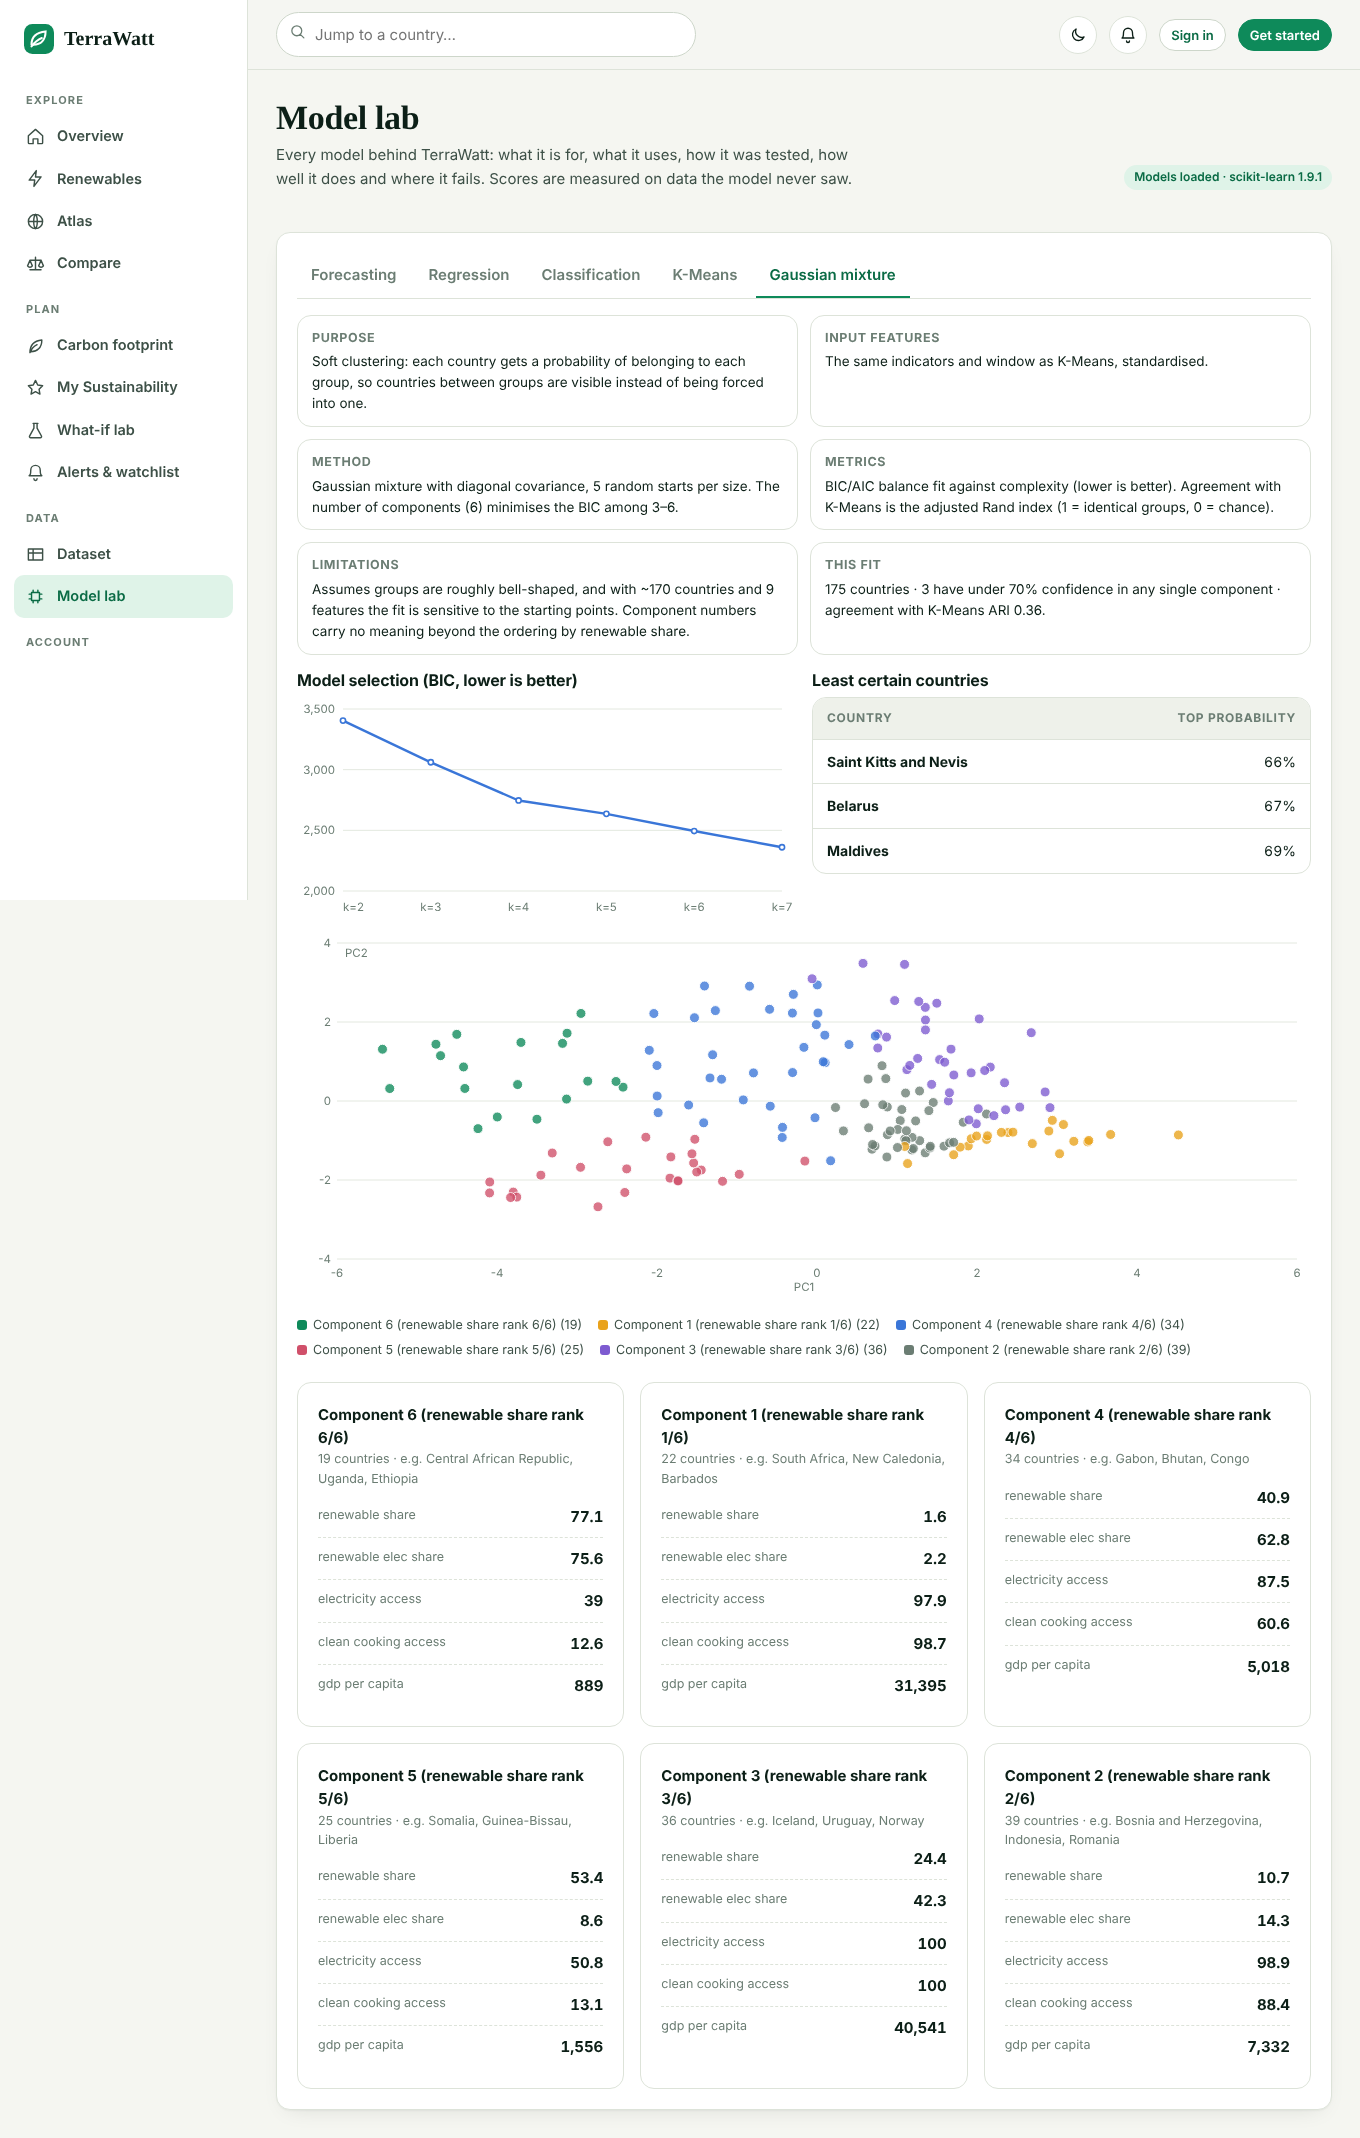 TerraWatt
EXPLORE
Overview
Renewables
Atlas
Compare
PLAN
Carbon footprint
My Sustainability
What-if lab
Alerts & watchlist
DATA
Dataset
Model lab
ACCOUNT
Jump to a country...
Sign in
Get started
Model lab
Every model behind TerraWatt: what it is for, what it uses, how it was tested, how
well it does and where it fails. Scores are measured on data the model never saw.
Models loaded · scikit-learn 1.9.1
Forecasting
Regression
Classification
K-Means
Gaussian mixture
PURPOSE
Soft clustering: each country gets a probability of belonging to each
group, so countries between groups are visible instead of being forced
into one.
INPUT FEATURES
The same indicators and window as K-Means, standardised.
METHOD
Gaussian mixture with diagonal covariance, 5 random starts per size. The
number of components (6) minimises the BIC among 3–6.
METRICS
BIC/AIC balance fit against complexity (lower is better). Agreement with
K-Means is the adjusted Rand index (1 = identical groups, 0 = chance).
LIMITATIONS
Assumes groups are roughly bell-shaped, and with ~170 countries and 9
features the fit is sensitive to the starting points. Component numbers
carry no meaning beyond the ordering by renewable share.
THIS FIT
175 countries · 3 have under 70% confidence in any single component ·
agreement with K-Means ARI 0.36.
Model selection (BIC, lower is better)
3,500
3,000
2,500
2,000
k=2
k=3
k=4
k=5
k=6
k=7
Least certain countries
COUNTRY
TOP PROBABILITY
Saint Kitts and Nevis
66%
Belarus
67%
Maldives
69%
4
PC2
2
0
-2
-4
-6
-4
-2
0
2
4
6
PC1
Component 6 (renewable share rank 6/6) (19)
Component 1 (renewable share rank 1/6) (22)
Component 4 (renewable share rank 4/6) (34)
Component 5 (renewable share rank 5/6) (25)
Component 3 (renewable share rank 3/6) (36)
Component 2 (renewable share rank 2/6) (39)
Component 6 (renewable share rank
6/6)
19 countries · e.g. Central African Republic,
Uganda, Ethiopia
renewable share
77.1
renewable elec share
75.6
electricity access
39
clean cooking access
12.6
gdp per capita
889
Component 1 (renewable share rank
1/6)
22 countries · e.g. South Africa, New Caledonia,
Barbados
renewable share
1.6
renewable elec share
2.2
electricity access
97.9
clean cooking access
98.7
gdp per capita
31,395
Component 4 (renewable share rank
4/6)
34 countries · e.g. Gabon, Bhutan, Congo
renewable share
40.9
renewable elec share
62.8
electricity access
87.5
clean cooking access
60.6
gdp per capita
5,018
Component 5 (renewable share rank
5/6)
25 countries · e.g. Somalia, Guinea-Bissau,
Liberia
renewable share
53.4
renewable elec share
8.6
electricity access
50.8
clean cooking access
13.1
gdp per capita
1,556
Component 3 (renewable share rank
3/6)
36 countries · e.g. Iceland, Uruguay, Norway
renewable share
24.4
renewable elec share
42.3
electricity access
100
clean cooking access
100
gdp per capita
40,541
Component 2 (renewable share rank
2/6)
39 countries · e.g. Bosnia and Herzegovina,
Indonesia, Romania
renewable share
10.7
renewable elec share
14.3
electricity access
98.9
clean cooking access
88.4
gdp per capita
7,332